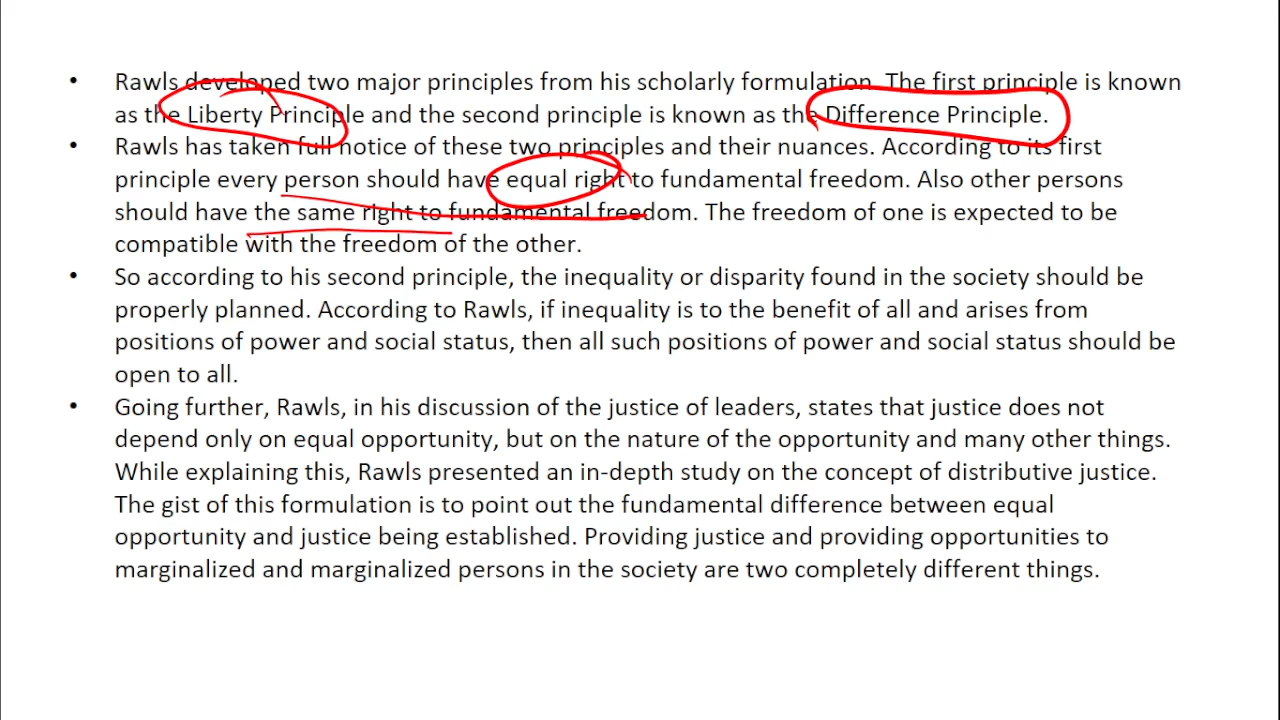 • Rawls developed two major principles from his scholarly formulation. The first principle is known
as the Liberty Principle and the second principle is known as the Difference Principle.
• Rawls has taken full notice of these two principles and their nuances. According to its first
principle every person should have equal right to fundamental freedom. Also other persons
should have the same right to fundamental freedom. The freedom of one is expected to be
compatible with the freedom of the other.
• So according to his second principle, the inequality or disparity found in the society should be
properly planned. According to Rawls, if inequality is to the benefit of all and arises from
positions of power and social status, then all such positions of power and social status should be
open to all.
• Going further, Rawls, in his discussion of the justice of leaders, states that justice does not
depend only on equal opportunity, but on the nature of the opportunity and many other things.
While explaining this, Rawls presented an in-depth study on the concept of distributive justice.
The gist of this formulation is to point out the fundamental difference between equal
opportunity and justice being established. Providing justice and providing opportunities to
marginalized and marginalized persons in the society are two completely different things.